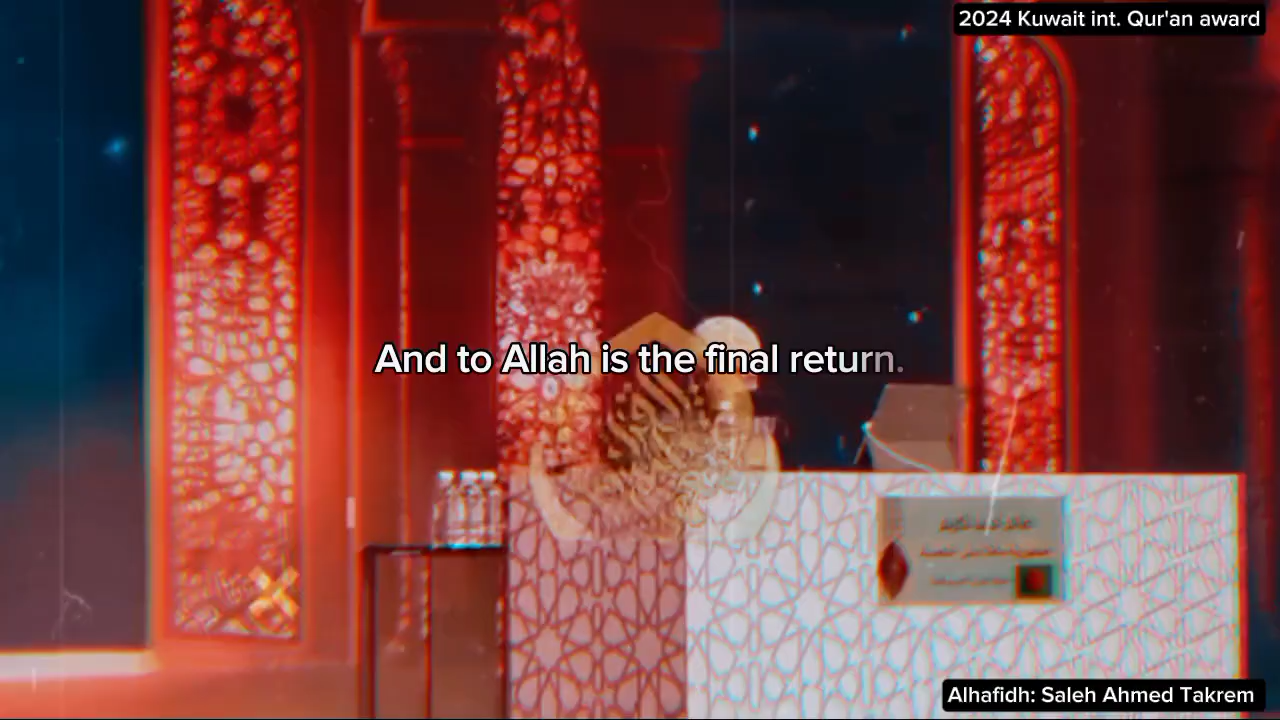 2024 Kuwait int. Qur'an award
And to Allah is the final return.
Alhafidh: Saleh Ahmed Takrem